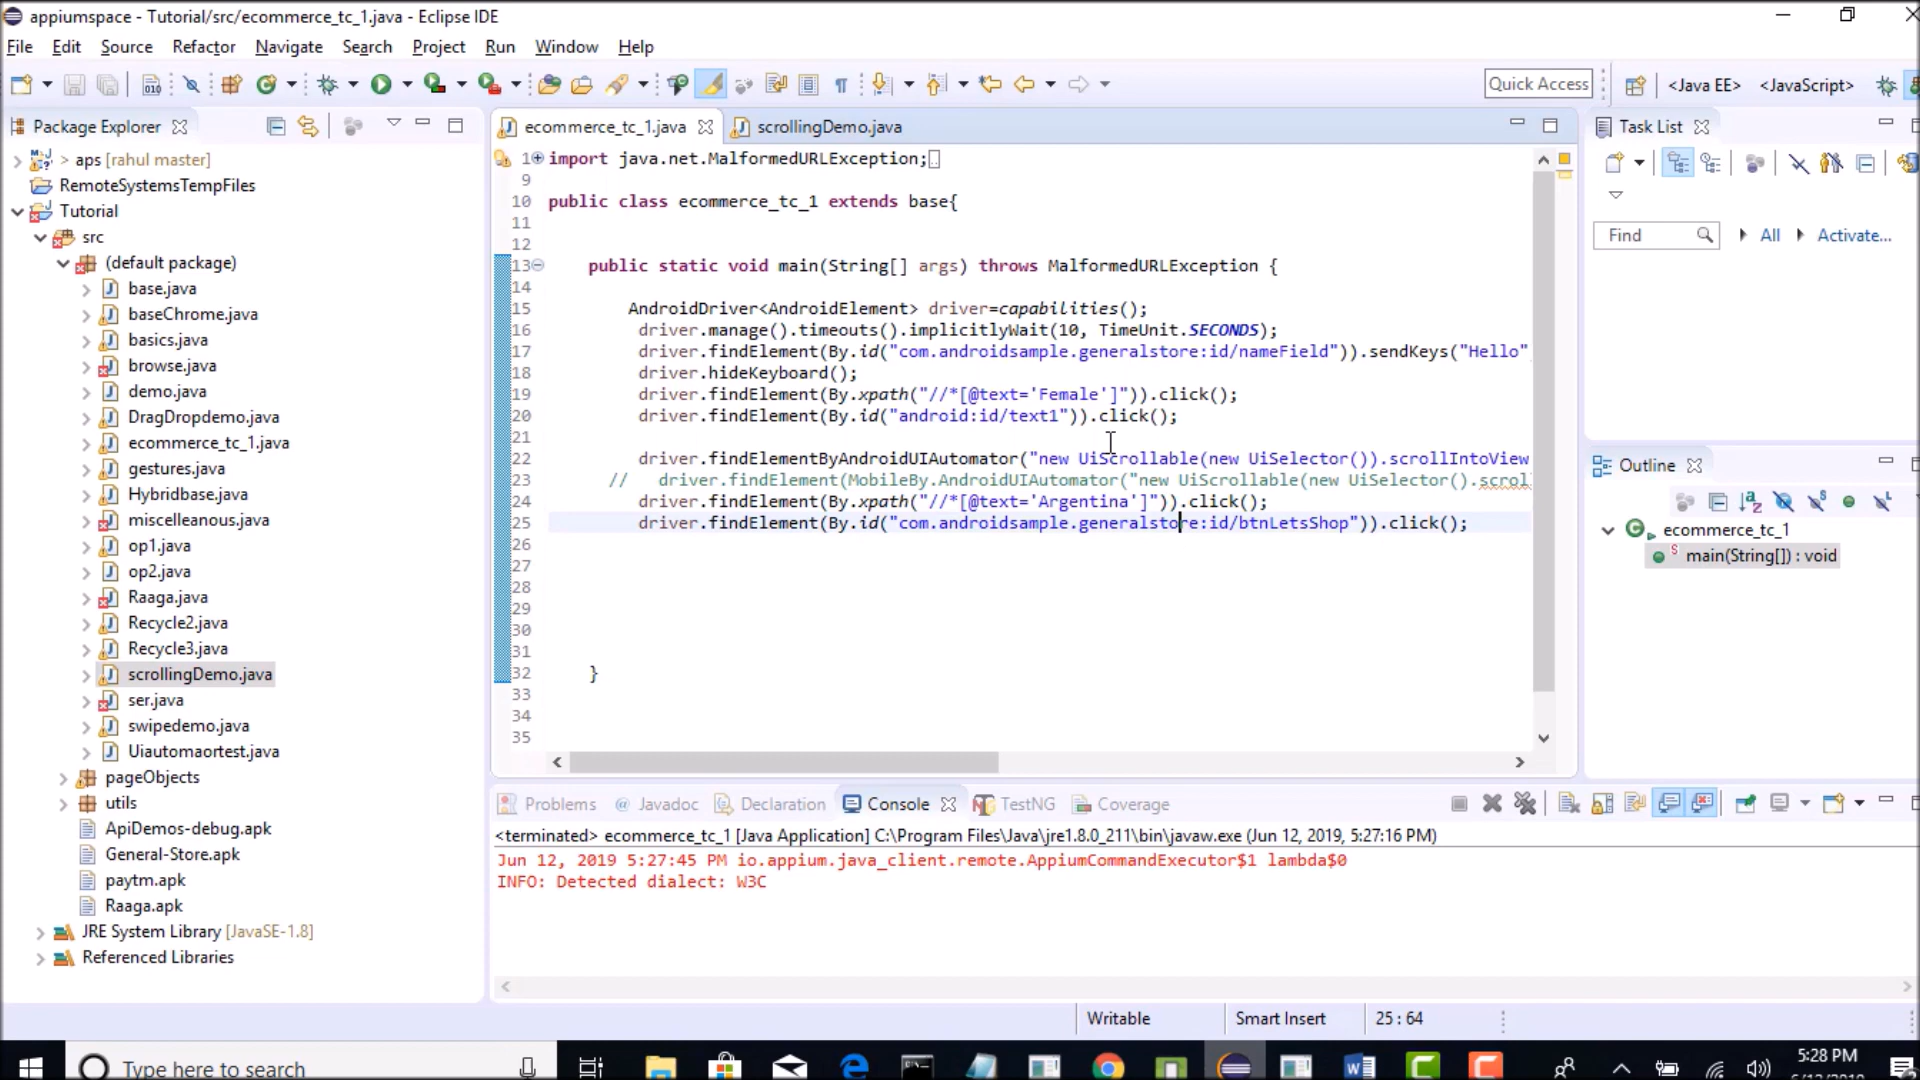 appiumspace - Tutorial/src/ecommerce_tc_1.java - Eclipse IDE
File Edit Source Refactor Navigate Search Project Run Window Help
Quick Access <Java EE> <JavaScript>
Package Explorer
> aps [rahul master]
RemoteSystemsTempFiles
Tutorial
src
(default package)
base.java
baseChrome.java
basics.java
browse.java
demo.java
DragDropdemo.java
ecommerce_tc_1.java
gestures.java
Hybridbase.java
miscelleanous.java
op1.java
op2.java
Raaga.java
Recycle2.java
Recycle3.java
scrollingDemo.java
ser.java
swipedemo.java
Uiautomaortest.java
pageObjects
utils
ApiDemos-debug.apk
General-Store.apk
paytm.apk
Raaga.apk
JRE System Library [JavaSE-1.8]
Referenced Libraries
ecommerce_tc_1.java scrollingDemo.java
1 import java.net.MalformedURLException;
9
10 public class ecommerce_tc_1 extends base{
11
12
13 public static void main(String[] args) throws MalformedURLException {
14
15 AndroidDriver<AndroidElement> driver=capabilities();
16 driver.manage().timeouts().implicitlyWait(10, TimeUnit.SECONDS);
17 driver.findElement(By.id("com.androidsample.generalstore:id/nameField")).sendKeys("Hello"
18 driver.hideKeyboard();
19 driver.findElement(By.xpath("//*[@text='Female']")).click();
20 driver.findElement(By.id("android:id/text1")).click();
21
22 driver.findElementByAndroidUIAutomator("new UiScrollable(new UiSelector()).scrollIntoView
23 // driver.findElement(MobileBy.AndroidUIAutomator("new UiScrollable(new UiSelector().scrol
24 driver.findElement(By.xpath("//*[@text='Argentina']")).click();
25 driver.findElement(By.id("com.androidsample.generalstore:id/btnLetsShop")).click();
26
27
28
29
30
31
32 }
33
34
35
Task List
Find All Activate...
Outline
ecommerce_tc_1
main(String[]) : void
Problems Javadoc Declaration Console TestNG Coverage
<terminated> ecommerce_tc_1 [Java Application] C:\Program Files\Java\jre1.8.0_211\bin\javaw.exe (Jun 12, 2019, 5:27:16 PM)
Jun 12, 2019 5:27:45 PM io.appium.java_client.remote.AppiumCommandExecutor$1 lambda$0
INFO: Detected dialect: W3C
Writable Smart Insert 25 : 64
Type here to search
5:28 PM